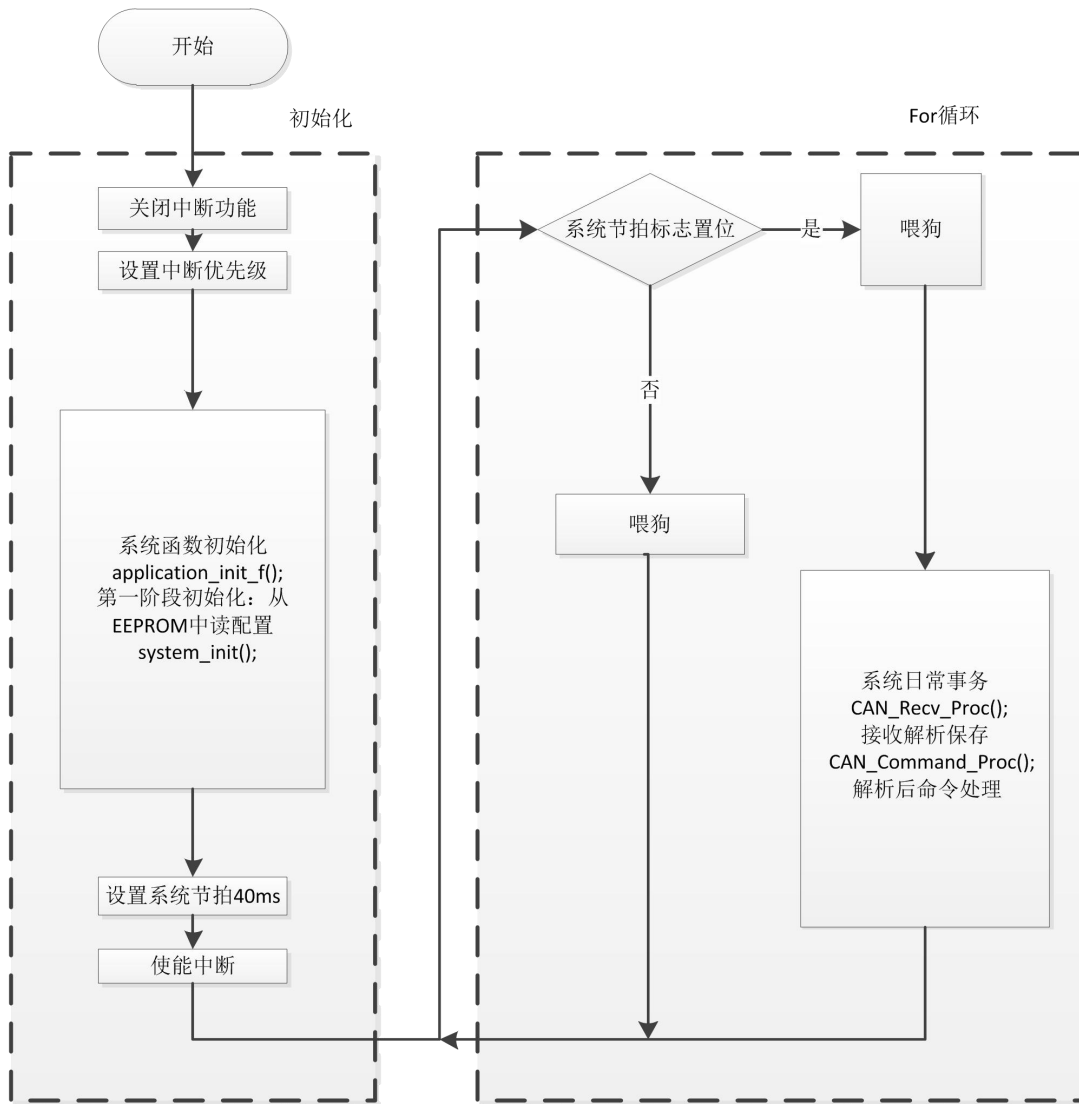 开始
初始化
关闭中断功能
设置中断优先级
系统函数初始化
application_init_f();
第一阶段初始化：从
EEPROM中读配置
system_init();
设置系统节拍40ms
使能中断
For循环
系统节拍标志置位
是
喂狗
否
喂狗
系统日常事务
CAN_Recv_Proc();
接收解析保存
CAN_Command_Proc();
解析后命令处理